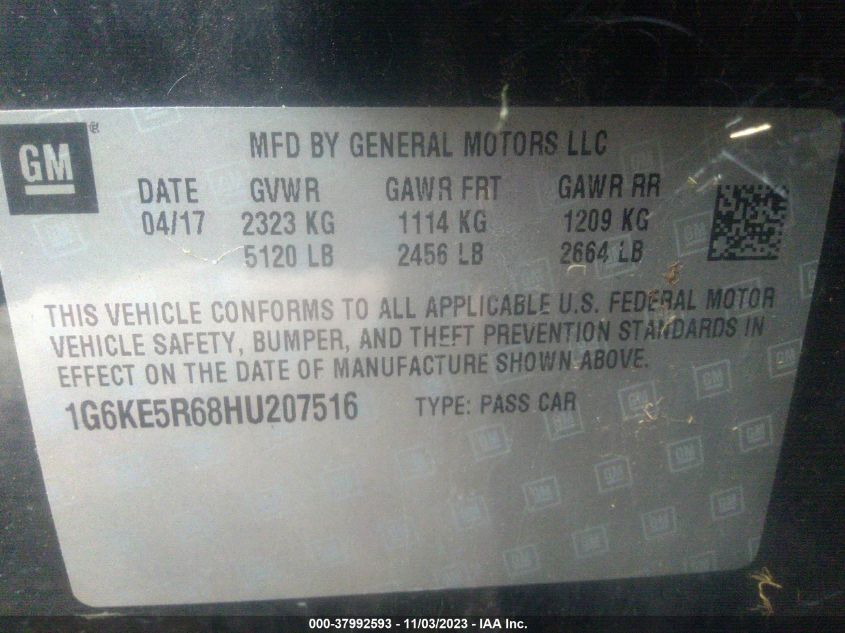 GM
MFD BY GENERAL MOTORS LLC
DATE GVWR GAWR FRT GAWR RR
04/17 2323 KG 1114 KG 1209 KG
5120 LB 2456 LB 2664 LB
THIS VEHICLE CONFORMS TO ALL APPLICABLE U.S. FEDERAL MOTOR
VEHICLE SAFETY, BUMPER, AND THEFT PREVENTION STANDARDS IN
EFFECT ON THE DATE OF MANUFACTURE SHOWN ABOVE.
1G6KE5R68HU207516 TYPE: PASS CAR
000-37992593 - 11/03/2023 - IAA Inc.